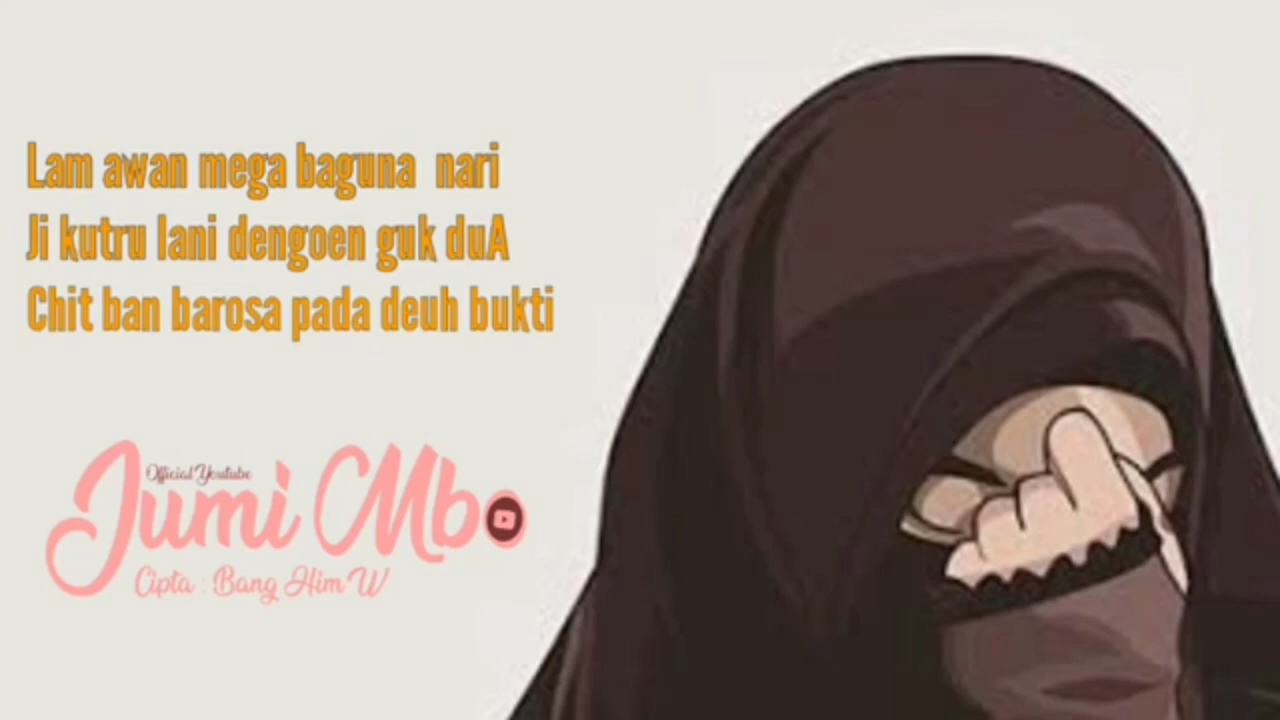 Lam awan mega baguna nari
Ji kutru lani dengoen guk duA
Chit ban barosa pada deuh bukti
Official Youtube
Jumi Mbo
Cipta : Bang Him W